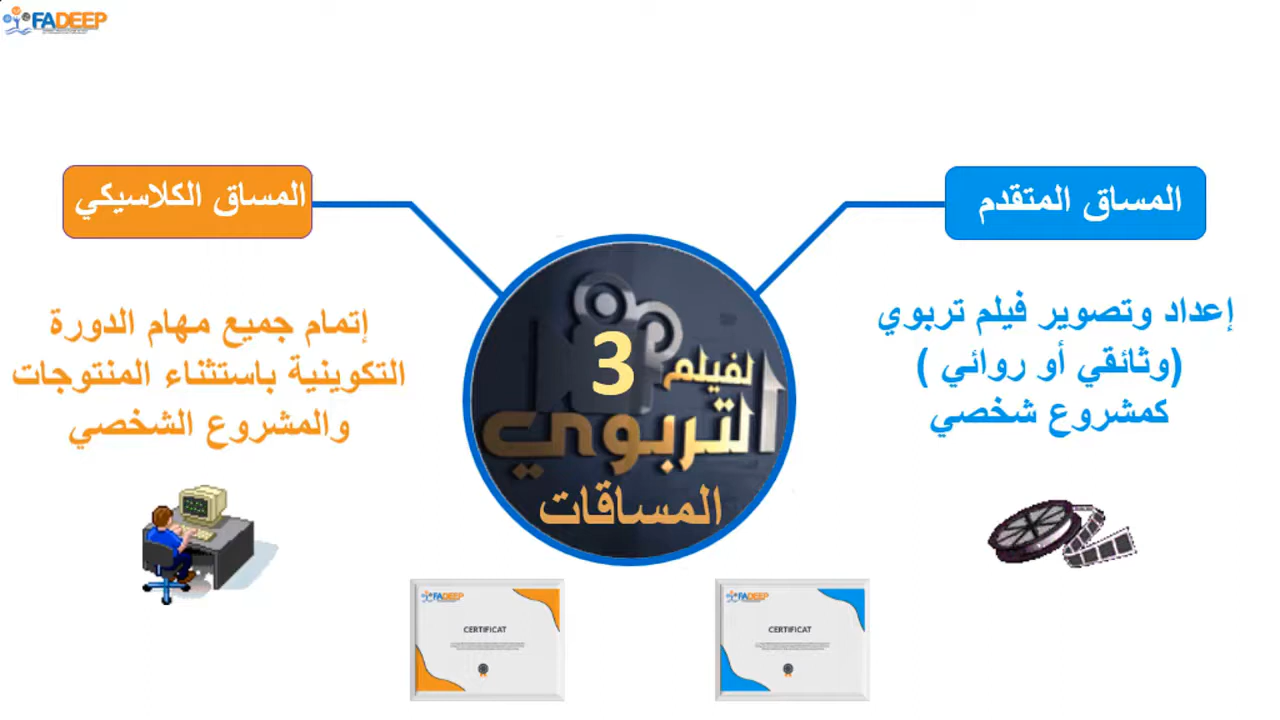 FADEEP
المساق المتقدم
المساق الكلاسيكي
إعداد وتصوير فيلم تربوي
(وثائقي أو روائي )
كمشروع شخصي
إتمام جميع مهام الدورة
التكوينية باستثناء المنتوجات
والمشروع الشخصي
3
لفيلم
التربوي
المساقات
FADEEP
CERTIFICAT
FADEEP
CERTIFICAT